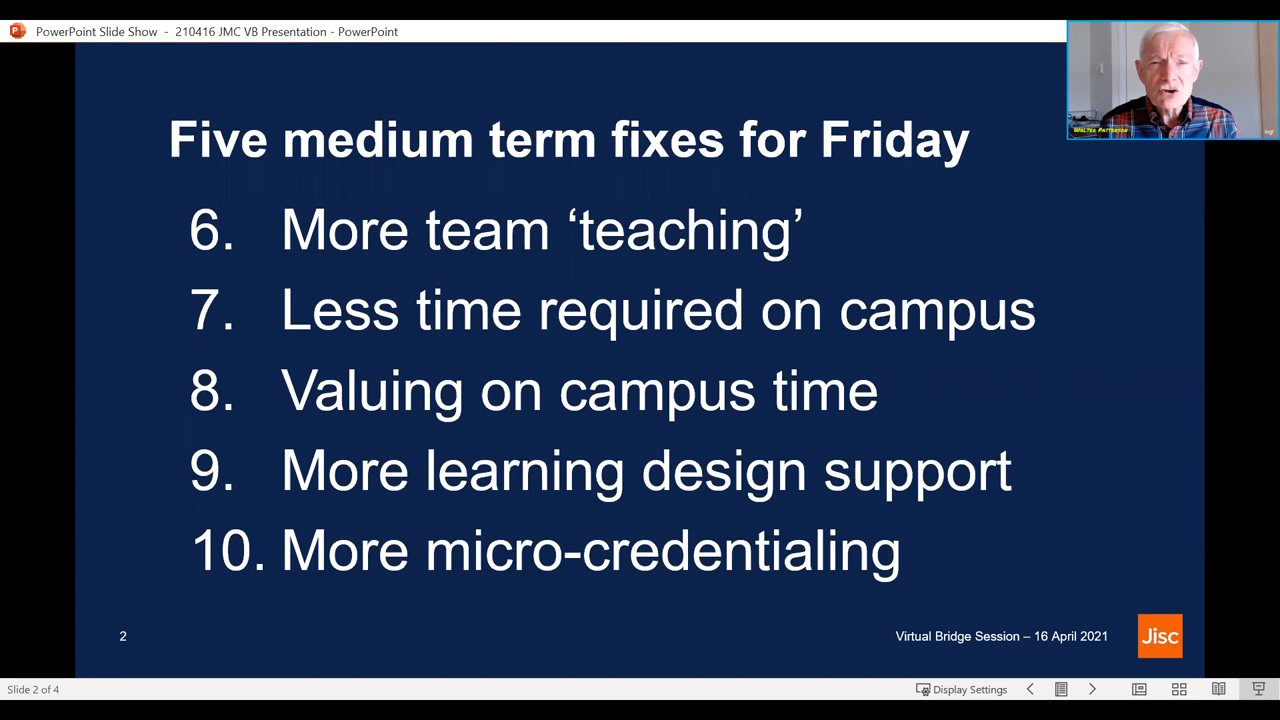 PowerPoint Slide Show - 210416 JMC VB Presentation - PowerPoint
WALTER PATTERSON
Five medium term fixes for Friday
6. More team ‘teaching’
7. Less time required on campus
8. Valuing on campus time
9. More learning design support
10. More micro-credentialing
2
Virtual Bridge Session – 16 April 2021
Jisc
Slide 2 of 4
Display Settings